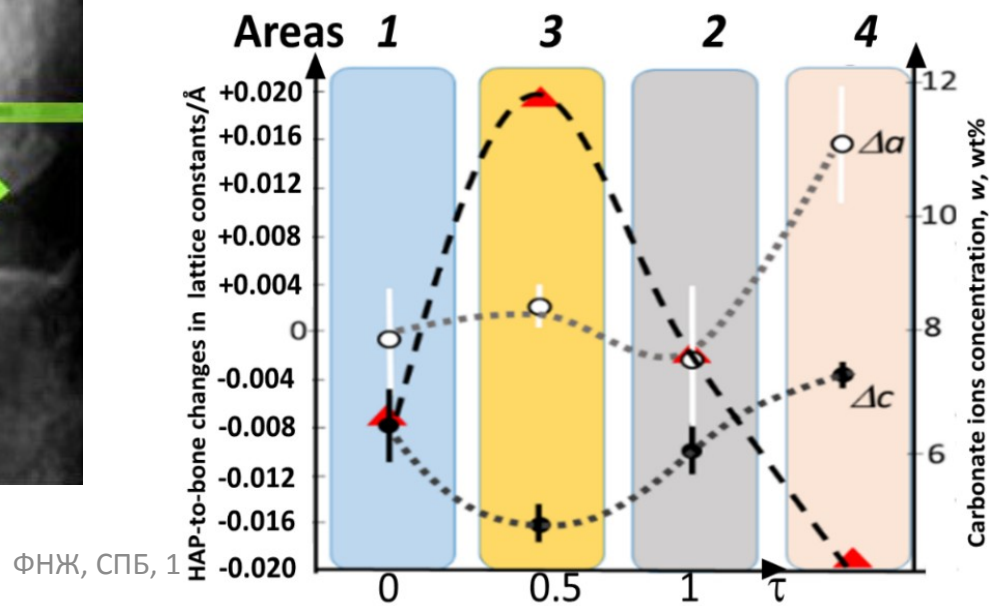 Areas 1 3 2 4
HAP-to-bone changes in lattice constants/Å
+0.020
+0.016
+0.012
+0.008
+0.004
0
-0.004
-0.008
-0.012
-0.016
-0.020
Δa
Δc
12
10
8
6
Carbonate ions concentration, w, wt%
0 0.5 1 τ
ФНЖ, СПБ, 1